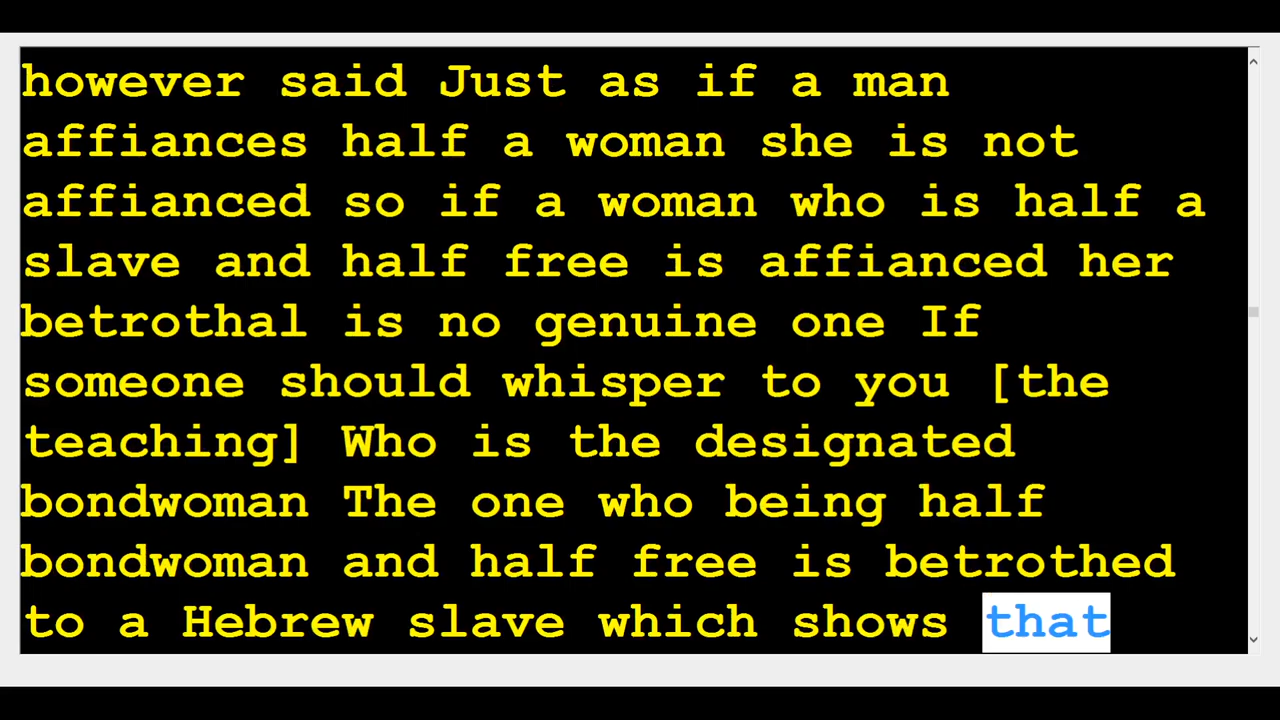 however said Just as if a man
affiances half a woman she is not
affianced so if a woman who is half a
slave and half free is affianced her
betrothal is no genuine one If
someone should whisper to you [the
teaching] Who is the designated
bondwoman The one who being half
bondwoman and half free is betrothed
to a Hebrew slave which shows that